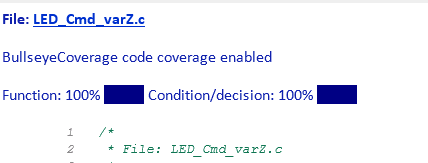 File: LED_Cmd_varZ.c
BullseyeCoverage code coverage enabled
Function: 100% Condition/decision: 100%
1 /*
2 * File: LED_Cmd_varZ.c